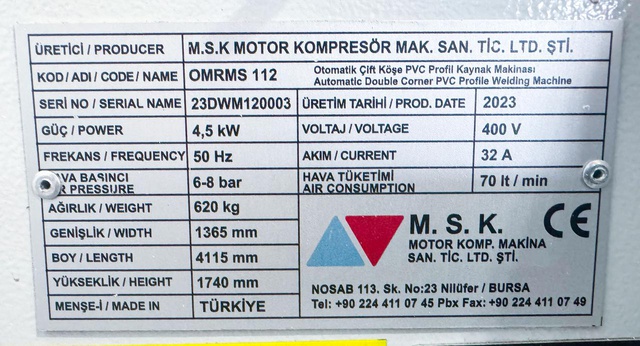 ÜRETİCİ / PRODUCER M.S.K MOTOR KOMPRESÖR MAK. SAN. TİC. LTD. ŞTİ.
KOD / ADI / CODE / NAME OMRMS 112 Otomatik Çift Köşe PVC Profil Kaynak Makinası
Automatic Double Corner PVC Profile Welding Machine
SERİ NO / SERIAL NAME 23DWM120003 ÜRETİM TARİHİ / PROD. DATE 2023
GÜÇ / POWER 4,5 kW VOLTAJ / VOLTAGE 400 V
FREKANS / FREQUENCY 50 Hz AKIM / CURRENT 32 A
BASINCI 6-8 bar HAVA TÜKETİMİ 70 lt / min
PRESSURE AIR CONSUMPTION
AĞIRLIK / WEIGHT 620 kg
GENİŞLİK / WIDTH 1365 mm
BOY / LENGTH 4115 mm
YÜKSEKLİK / HEIGHT 1740 mm
MENŞE-İ / MADE IN TÜRKİYE
M. S. K. CE
MOTOR KOMP. MAKİNA
SAN. TİC. LTD. ŞTİ.
NOSAB 113. Sk. No:23 Nilüfer / BURSA
Tel: +90 224 411 07 45 Pbx Fax: +90 224 411 07 49